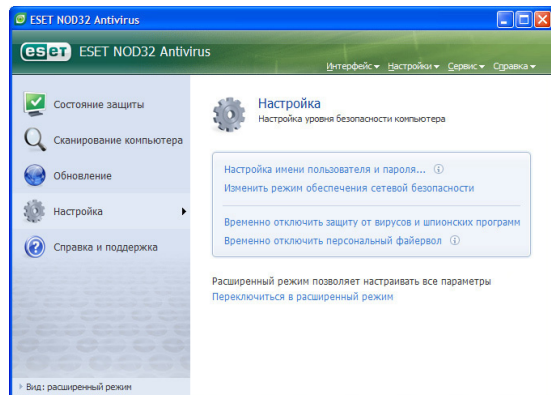 ESET NOD32 Antivirus
eset ESET NOD32 Antivirus
Интерфейс Настройки Сервис Справка
Состояние защиты
Сканирование компьютера
Обновление
Настройка
Справка и поддержка
Вид: расширенный режим
Настройка
Настройка уровня безопасности компьютера
Настройка имени пользователя и пароля...
Изменить режим обеспечения сетевой безопасности
Временно отключить защиту от вирусов и шпионских программ
Временно отключить персональный файервол
Расширенный режим позволяет настраивать все параметры
Переключиться в расширенный режим